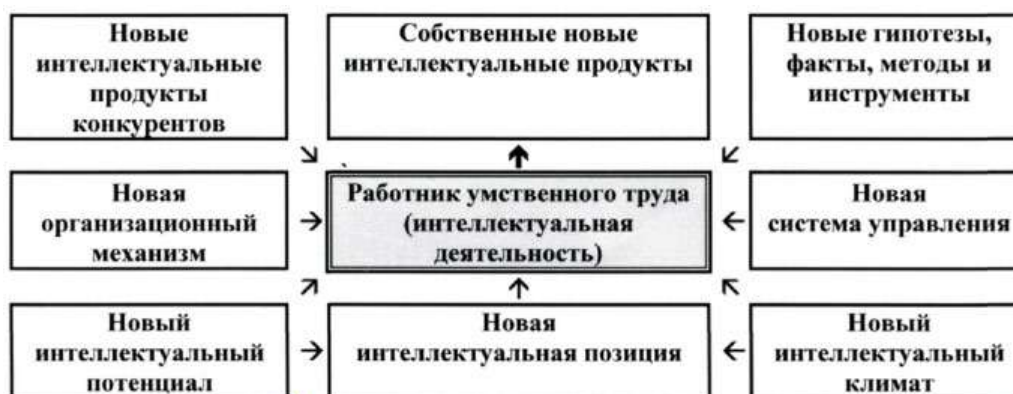 Новые
интеллектуальные
продукты
конкурентов
Собственные новые
интеллектуальные продукты
Новые гипотезы,
факты, методы и
инструменты
Новая
организационный
механизм
Работник умственного труда
(интеллектуальная
деятельность)
Новая
система управления
Новый
интеллектуальный
потенциал
Новая
интеллектуальная позиция
Новый
интеллектуальный
климат